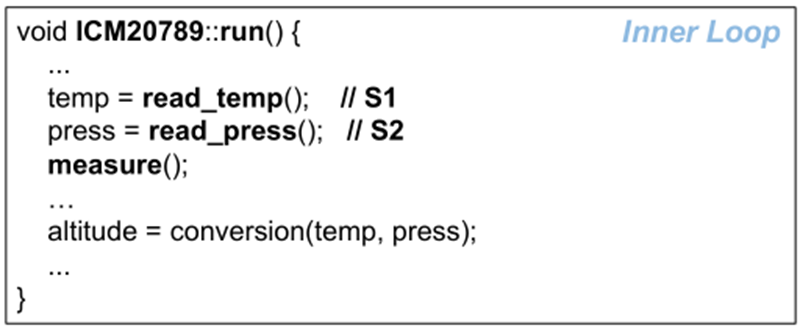 void ICM20789::run() { Inner Loop
...
temp = read_temp(); // S1
press = read_press(); // S2
measure();
...
altitude = conversion(temp, press);
...
}